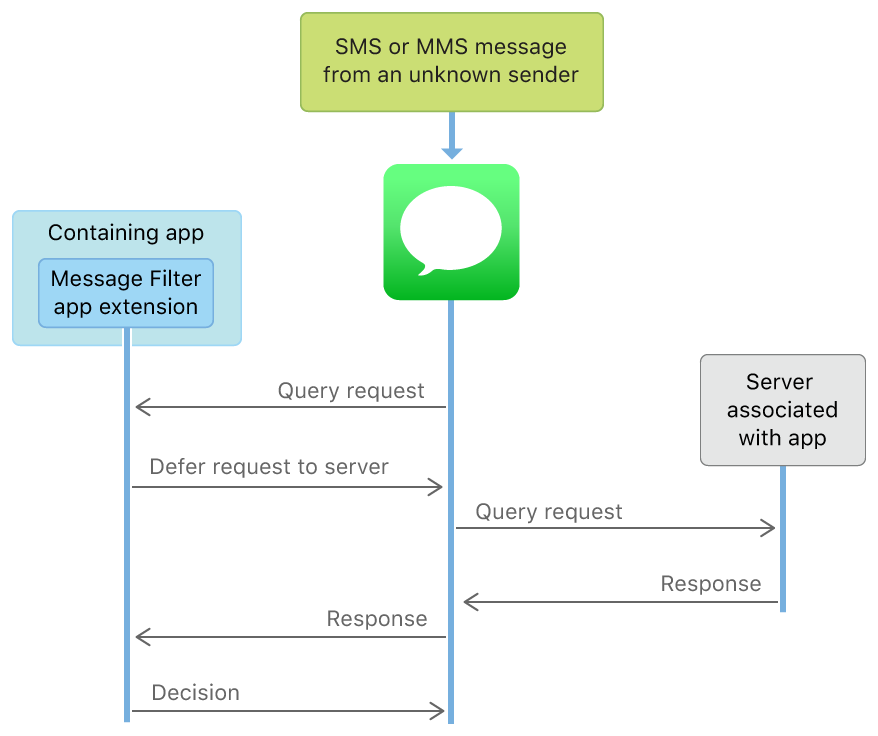 SMS or MMS message
from an unknown sender
Containing app
Message Filter
app extension
Server
associated
with app
Query request
Defer request to server
Query request
Response
Response
Decision